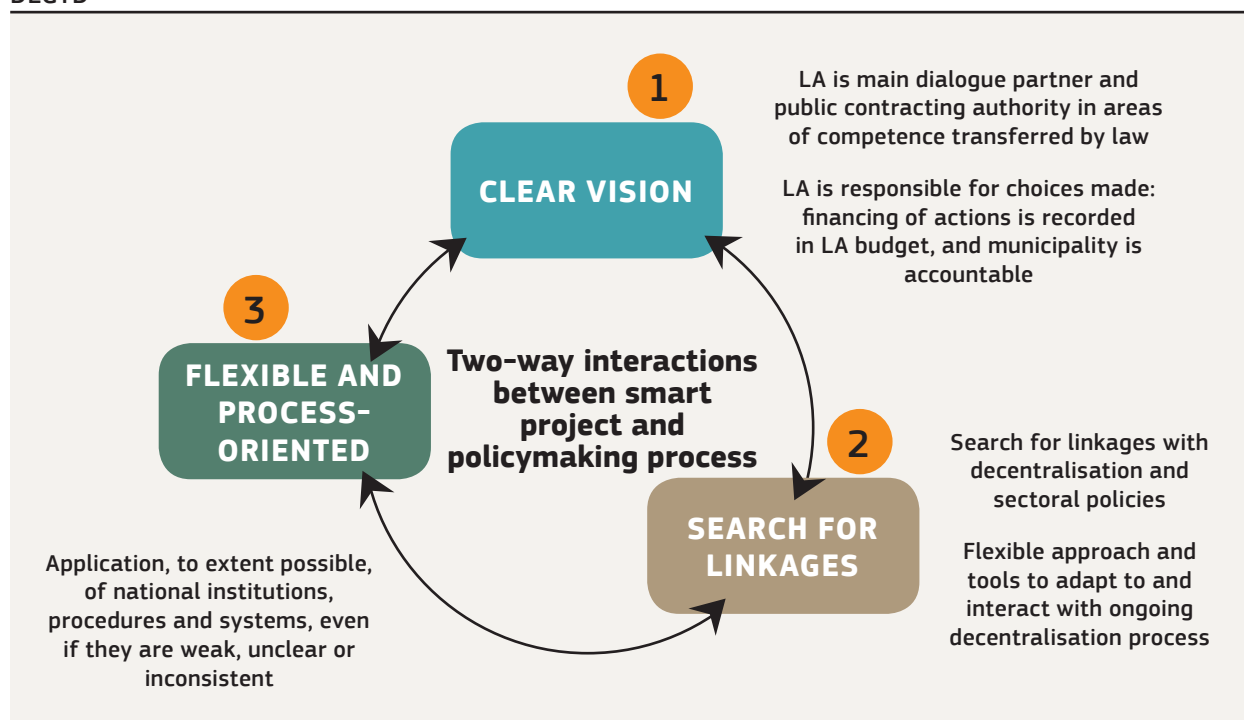 1
CLEAR VISION
LA is main dialogue partner and
public contracting authority in areas
of competence transferred by law
LA is responsible for choices made:
financing of actions is recorded
in LA budget, and municipality is
accountable
3
FLEXIBLE AND
PROCESS-
ORIENTED
Two-way interactions
between smart
project and
policymaking process
2
SEARCH FOR
LINKAGES
Search for linkages with
decentralisation and
sectoral policies
Flexible approach and
tools to adapt to and
interact with ongoing
decentralisation process
Application, to extent possible,
of national institutions,
procedures and systems, even
if they are weak, unclear or
inconsistent